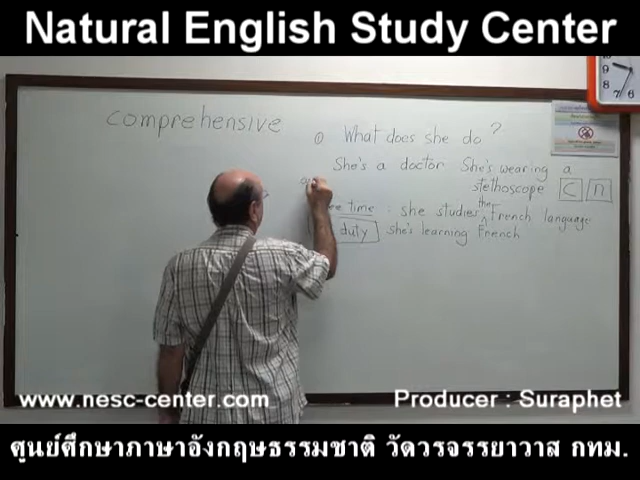 Natural English Study Center
comprehensive
① What does she do ?
She's a doctor She's wearing a
stethoscope C n
time : she studies the French language
duty she's learning French
www.nesc-center.com
Producer : Suraphet
ศูนย์ศึกษาภาษาอังกฤษธรรมชาติ วัดวรจรรยาวาส กทม.